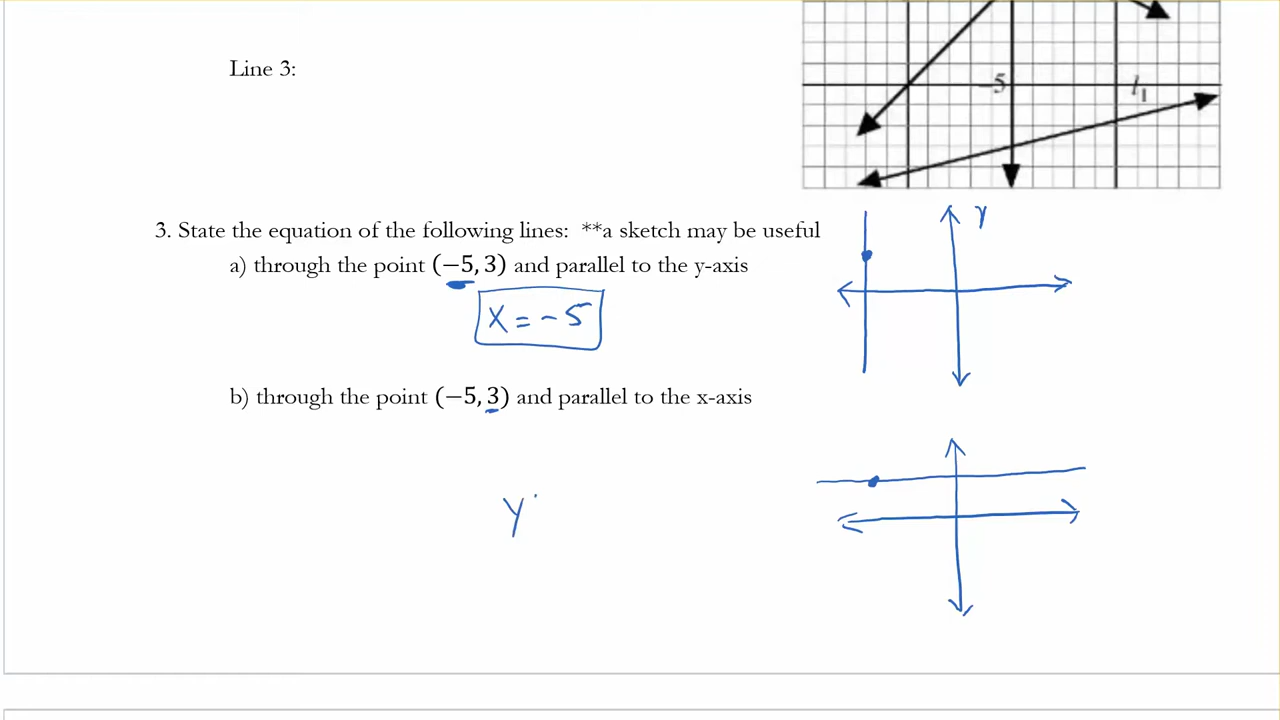 Line 3:
-5
l1
3. State the equation of the following lines: **a sketch may be useful
y
a) through the point (−5, 3) and parallel to the y-axis
x = -5
b) through the point (−5, 3) and parallel to the x-axis
y